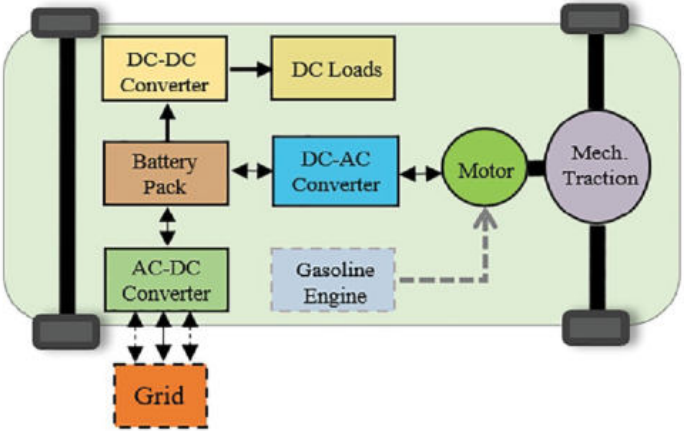 DC-DC
Converter
DC Loads
Battery
Pack
DC-AC
Converter
Motor
Mech.
Traction
AC-DC
Converter
Gasoline
Engine
Grid